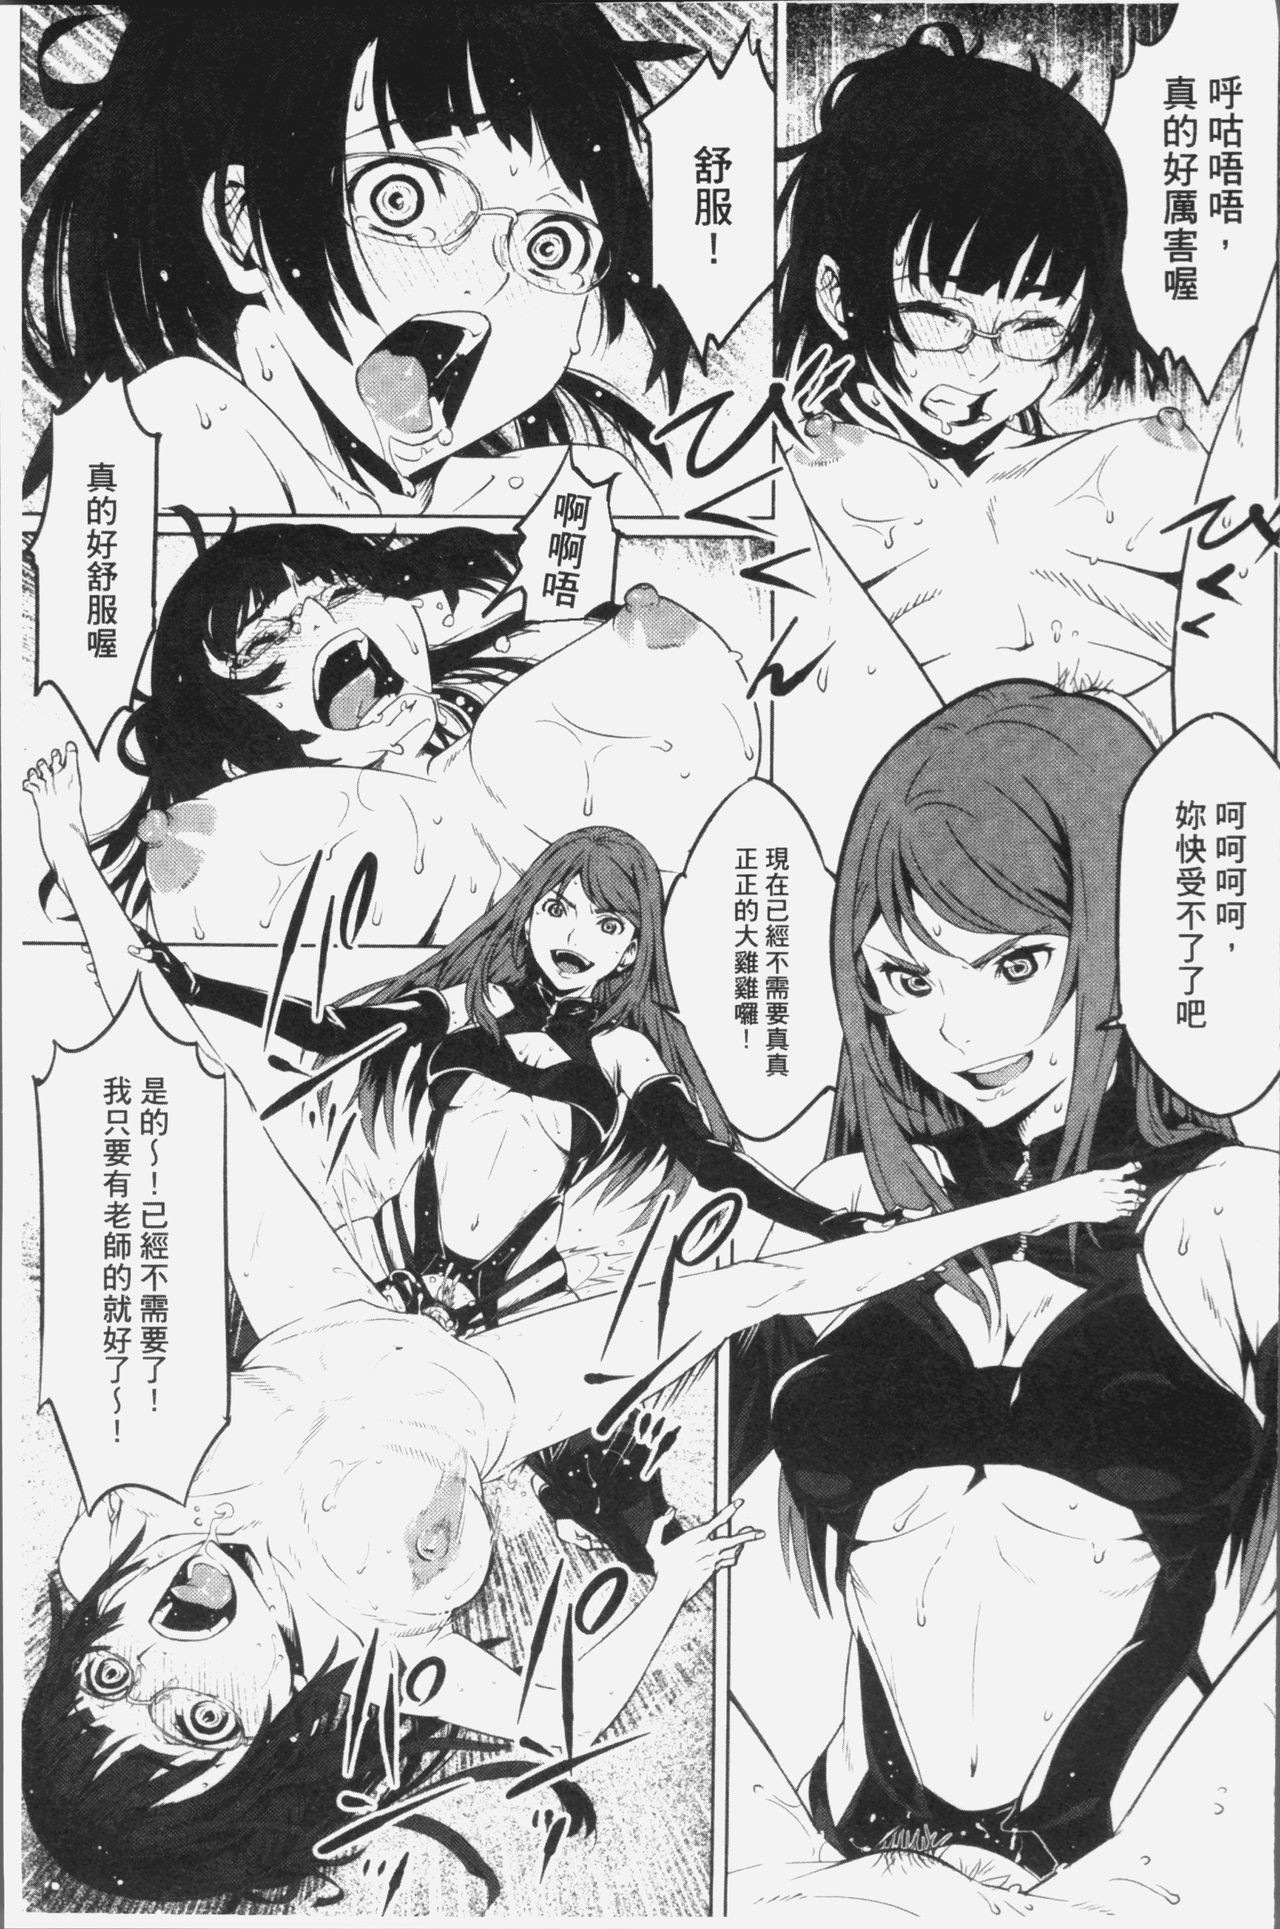 呼咕唔唔，
真的好厲害喔
舒服！
啊啊唔
真的好舒服喔
呵呵呵呵，
妳快受不了了吧
現在已經不需要真真
正正的大雞雞囉！
是的～！已經不需要了！
我只要有老師的就好了～！